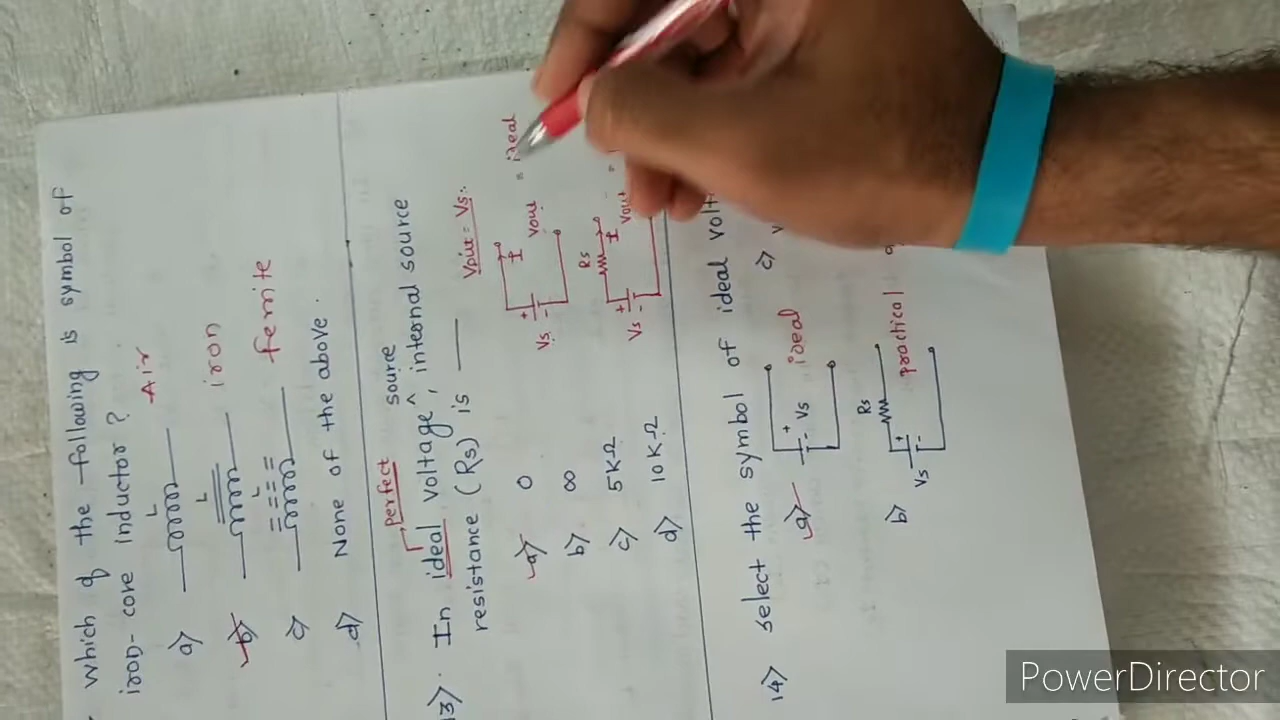 which of the following is symbol of
iron-core inductor ?
a) L Air
b) L iron
c) L ferrite
d) None of the above.
Perfect
source
13). In ideal voltage ^, internal source
resistance (Rs) is ___
Vout = Vs.
a) 0
b) ∞
c) 5KΩ
d) 10KΩ
Vs + - I Vout = ideal
Rs
Vs + - I Vout =
14) select the symbol of ideal
a) + - Vs ideal
c)
b) Vs + - Rs practical
PowerDirector